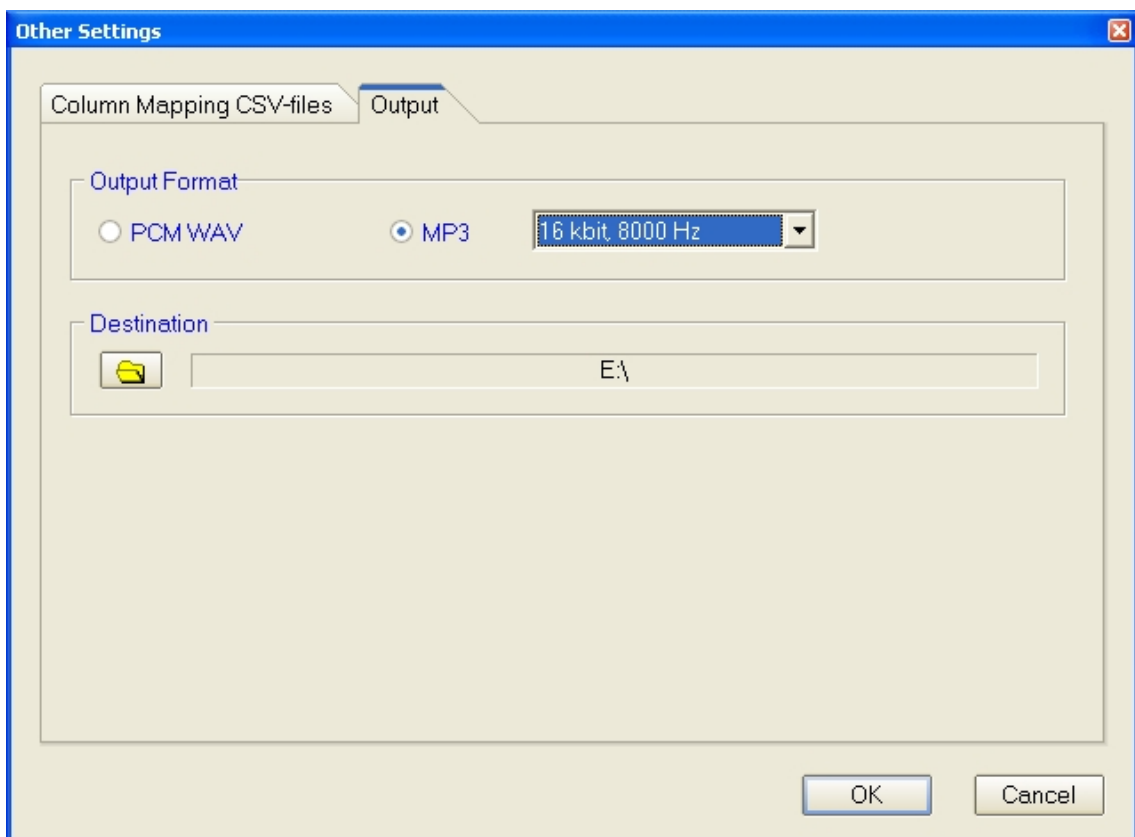 Other Settings
Column Mapping CSV-files
Output
Output Format
PCM WAV
MP3
16 kbit, 8000 Hz
Destination
E:\
OK
Cancel